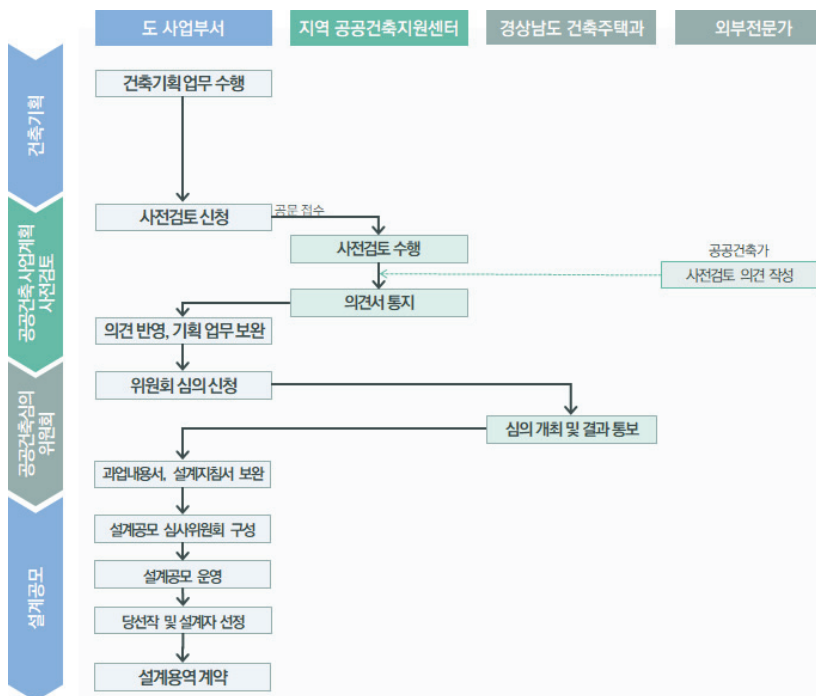 도 사업부서
지역 공공건축지원센터
경상남도 건축주택과
외부전문가
건축기획
건축기획 업무 수행
공공건축 사업계획
사전검토
사전검토 신청
공문 접수
사전검토 수행
공공건축가
사전검토 의견 작성
의견서 통지
의견 반영, 기획 업무 보완
공공건축심의
위원회
위원회 심의 신청
심의 개최 및 결과 통보
과업내용서, 설계지침서 보완
설계공모
설계공모 심사위원회 구성
설계공모 운영
당선작 및 설계자 선정
설계용역 계약